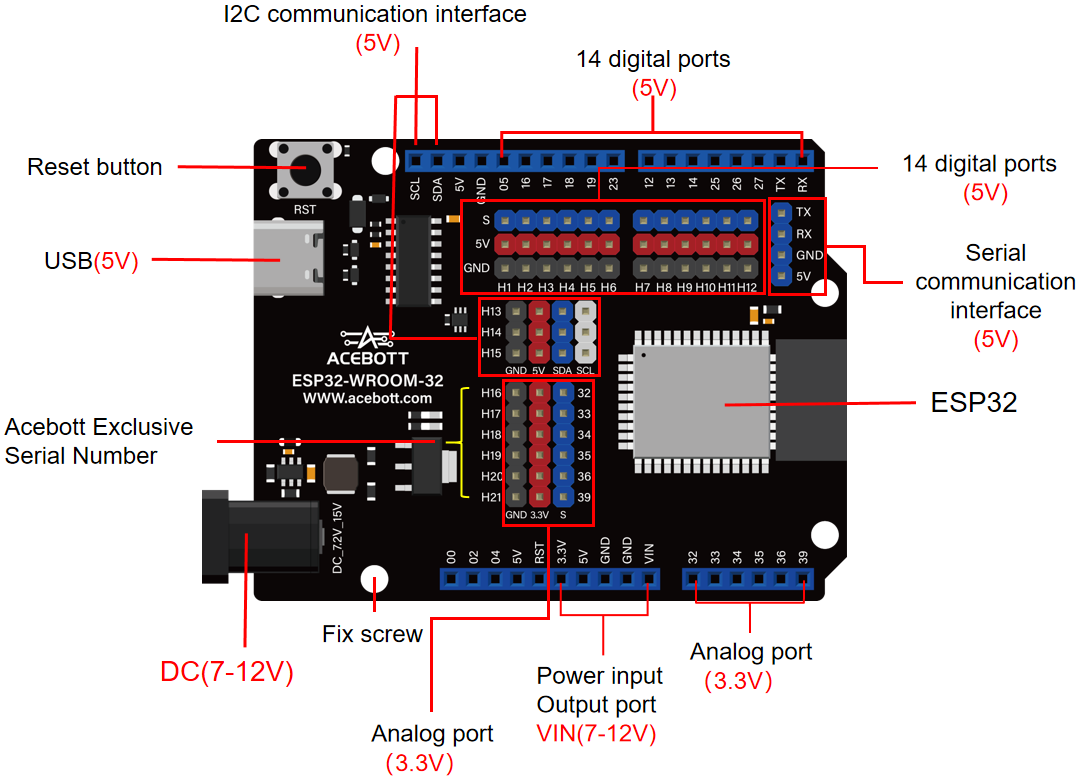 I2C communication interface
(5V)
14 digital ports
(5V)
Reset button
14 digital ports
(5V)
USB(5V)
Serial
communication
interface
(5V)
ESP32
Acebott Exclusive
Serial Number
DC(7-12V)
Fix screw
Analog port
(3.3V)
Power input
Output port
VIN(7-12V)
Analog port
(3.3V)
RST
SCL SDA 5V GND 05 16 17 18 19 23
12 13 14 25 26 27 TX RX
S
5V
GND
H1 H2 H3 H4 H5 H6
H7 H8 H9 H10 H11 H12
TX
RX
GND
5V
H13
H14
H15
GND 5V SDA SCL
ACEBOTT
ESP32-WROOM-32
WWW.acebott.com
H16 32
H17 33
H18 34
H19 35
H20 36
H21 39
GND 3.3V S
DC_7.2V_15V
00 02 04 5V RST 3.3V 5V GND GND VIN
32 33 34 35 36 39